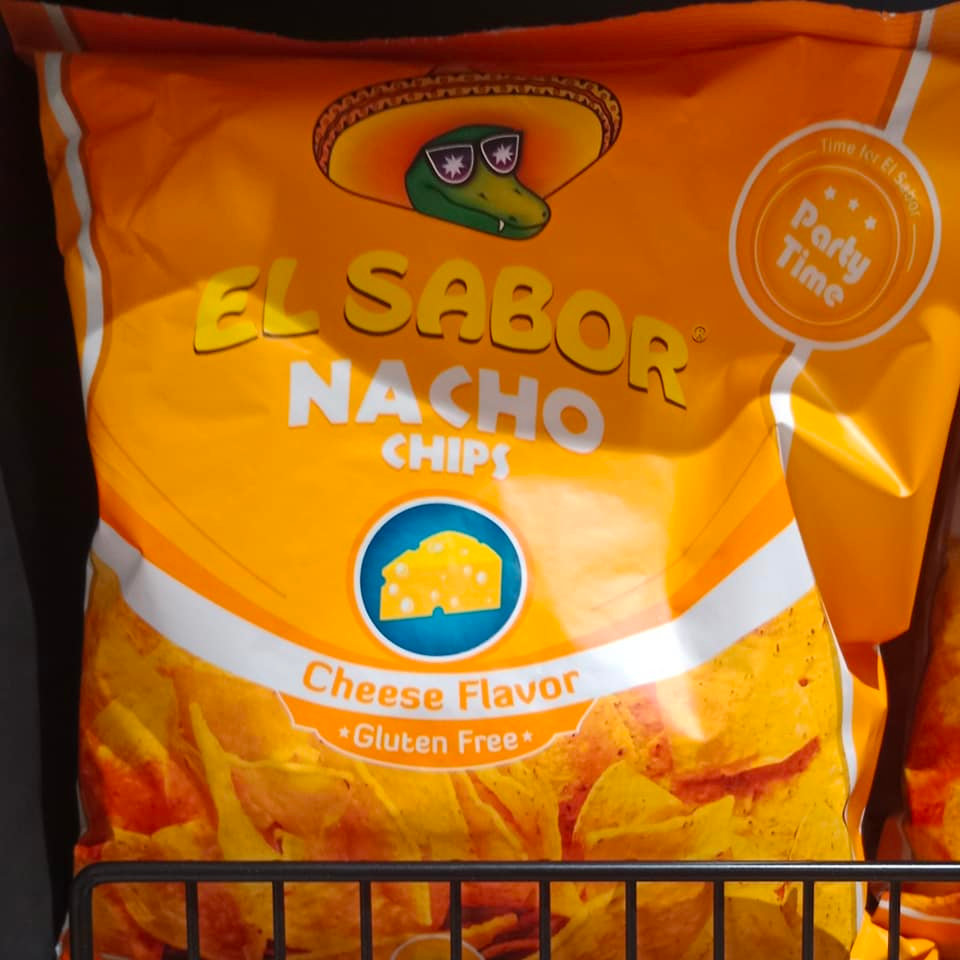 Time for El Sabor
Party
Time
EL SABOR®
NACHO
CHIPS
Cheese Flavor
Gluten Free